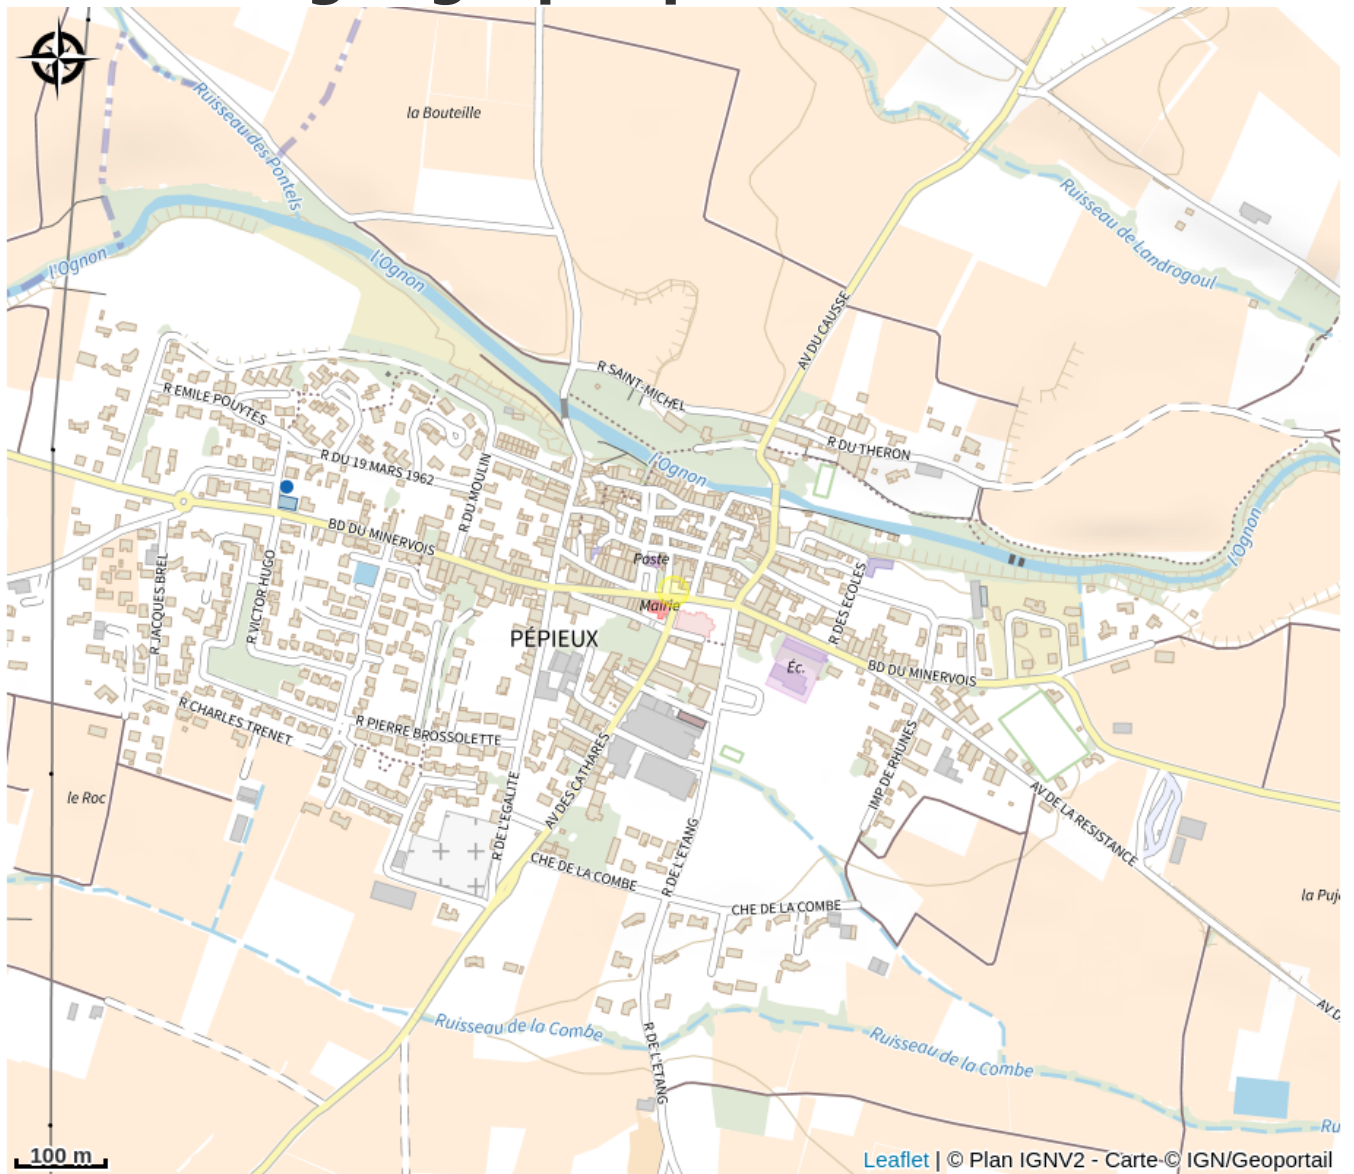 la Bouteille
Ruisseau des Pontels
l'Ognon
l'Ognon
Ruisseau de Landrogoul
AV DU CAUSSE
R SAINT-MICHEL
R EMILE POUYTES
R DU THERON
R DU 19 MARS 1962
l'Ognon
R DU MOULIN
BD DU MINERVOIS
l'Ognon
Poste
R JACQUES BREL
R VICTOR HUGO
Mairie
R DES ECOLES
PÉPIEUX
Éc.
BD DU MINERVOIS
R CHARLES TRENET
R PIERRE BROSSOLETTE
IMP DE RHUNES
le Roc
AV DES CATHARES
R DE L'EGALITE
AV DE LA RESISTANCE
R DE L'ETANG
CHE DE LA COMBE
CHE DE LA COMBE
la Puj
AV D
Ruisseau de la Combe
Ruisseau de la Combe
R DE L'ETANG
Ru
100 m
Leaflet | © Plan IGNV2 - Carte © IGN/Geoportail